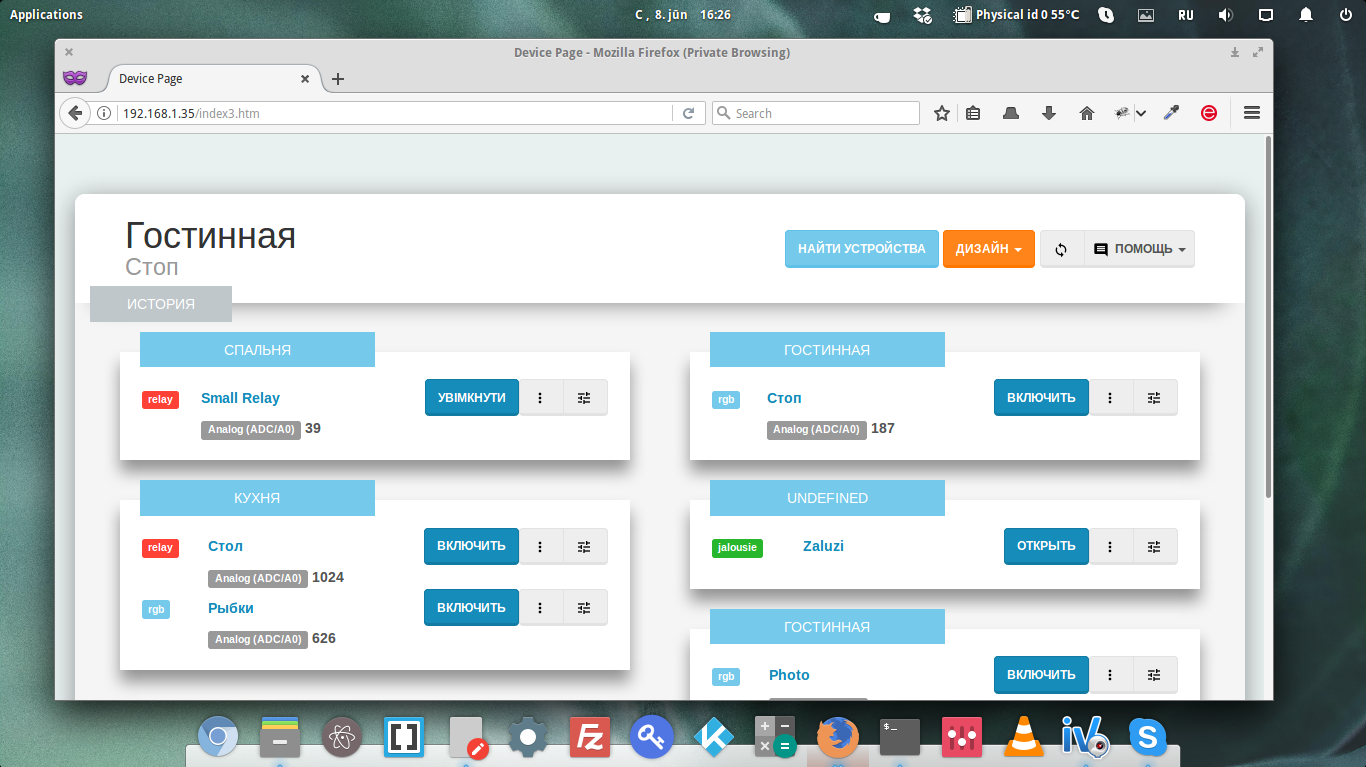 Applications
C , 8. jūn 16:26
Physical id 0 55°C
RU
Device Page - Mozilla Firefox (Private Browsing)
Device Page
192.168.1.35/index3.htm
Search
Гостинная
Стоп
НАЙТИ УСТРОЙСТВА
ДИЗАЙН
ПОМОЩЬ
ИСТОРИЯ
СПАЛЬНЯ
relay Small Relay УВІМКНУТИ
Analog (ADC/A0) 39
ГОСТИННАЯ
rgb Стоп ВКЛЮЧИТЬ
Analog (ADC/A0) 187
КУХНЯ
relay Стол ВКЛЮЧИТЬ
Analog (ADC/A0) 1024
rgb Рыбки ВКЛЮЧИТЬ
Analog (ADC/A0) 626
UNDEFINED
jalousie Zaluzi ОТКРЫТЬ
ГОСТИННАЯ
rgb Photo ВКЛЮЧИТЬ